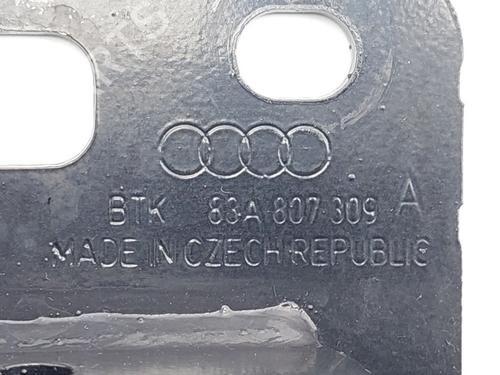 BTK 83A 807 309 A
MADE IN CZECH REPUBLIC